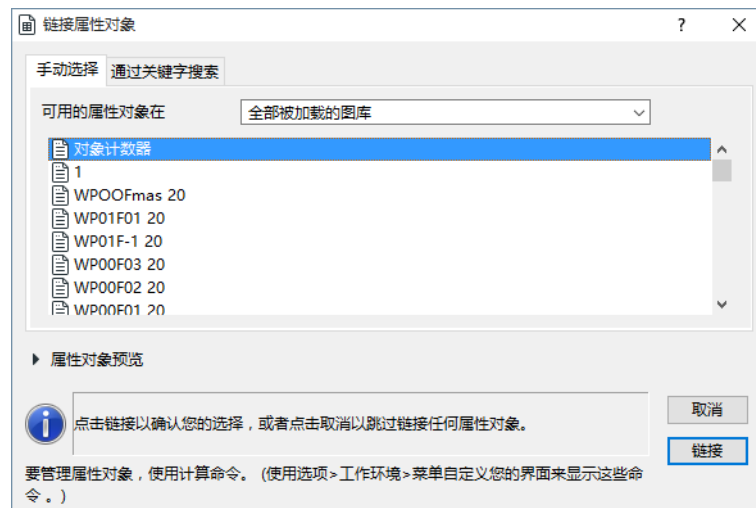 链接属性对象
?
手动选择
通过关键字搜索
可用的属性对象在
全部被加载的图库
对象计数器
1
WPOOFmas 20
WP01F01 20
WP01F-1 20
WP00F03 20
WP00F02 20
WP00F01 20
属性对象预览
点击链接以确认您的选择，或者点击取消以跳过链接任何属性对象。
取消
链接
要管理属性对象，使用计算命令。 (使用选项>工作环境>菜单自定义您的界面来显示这些命
令。)